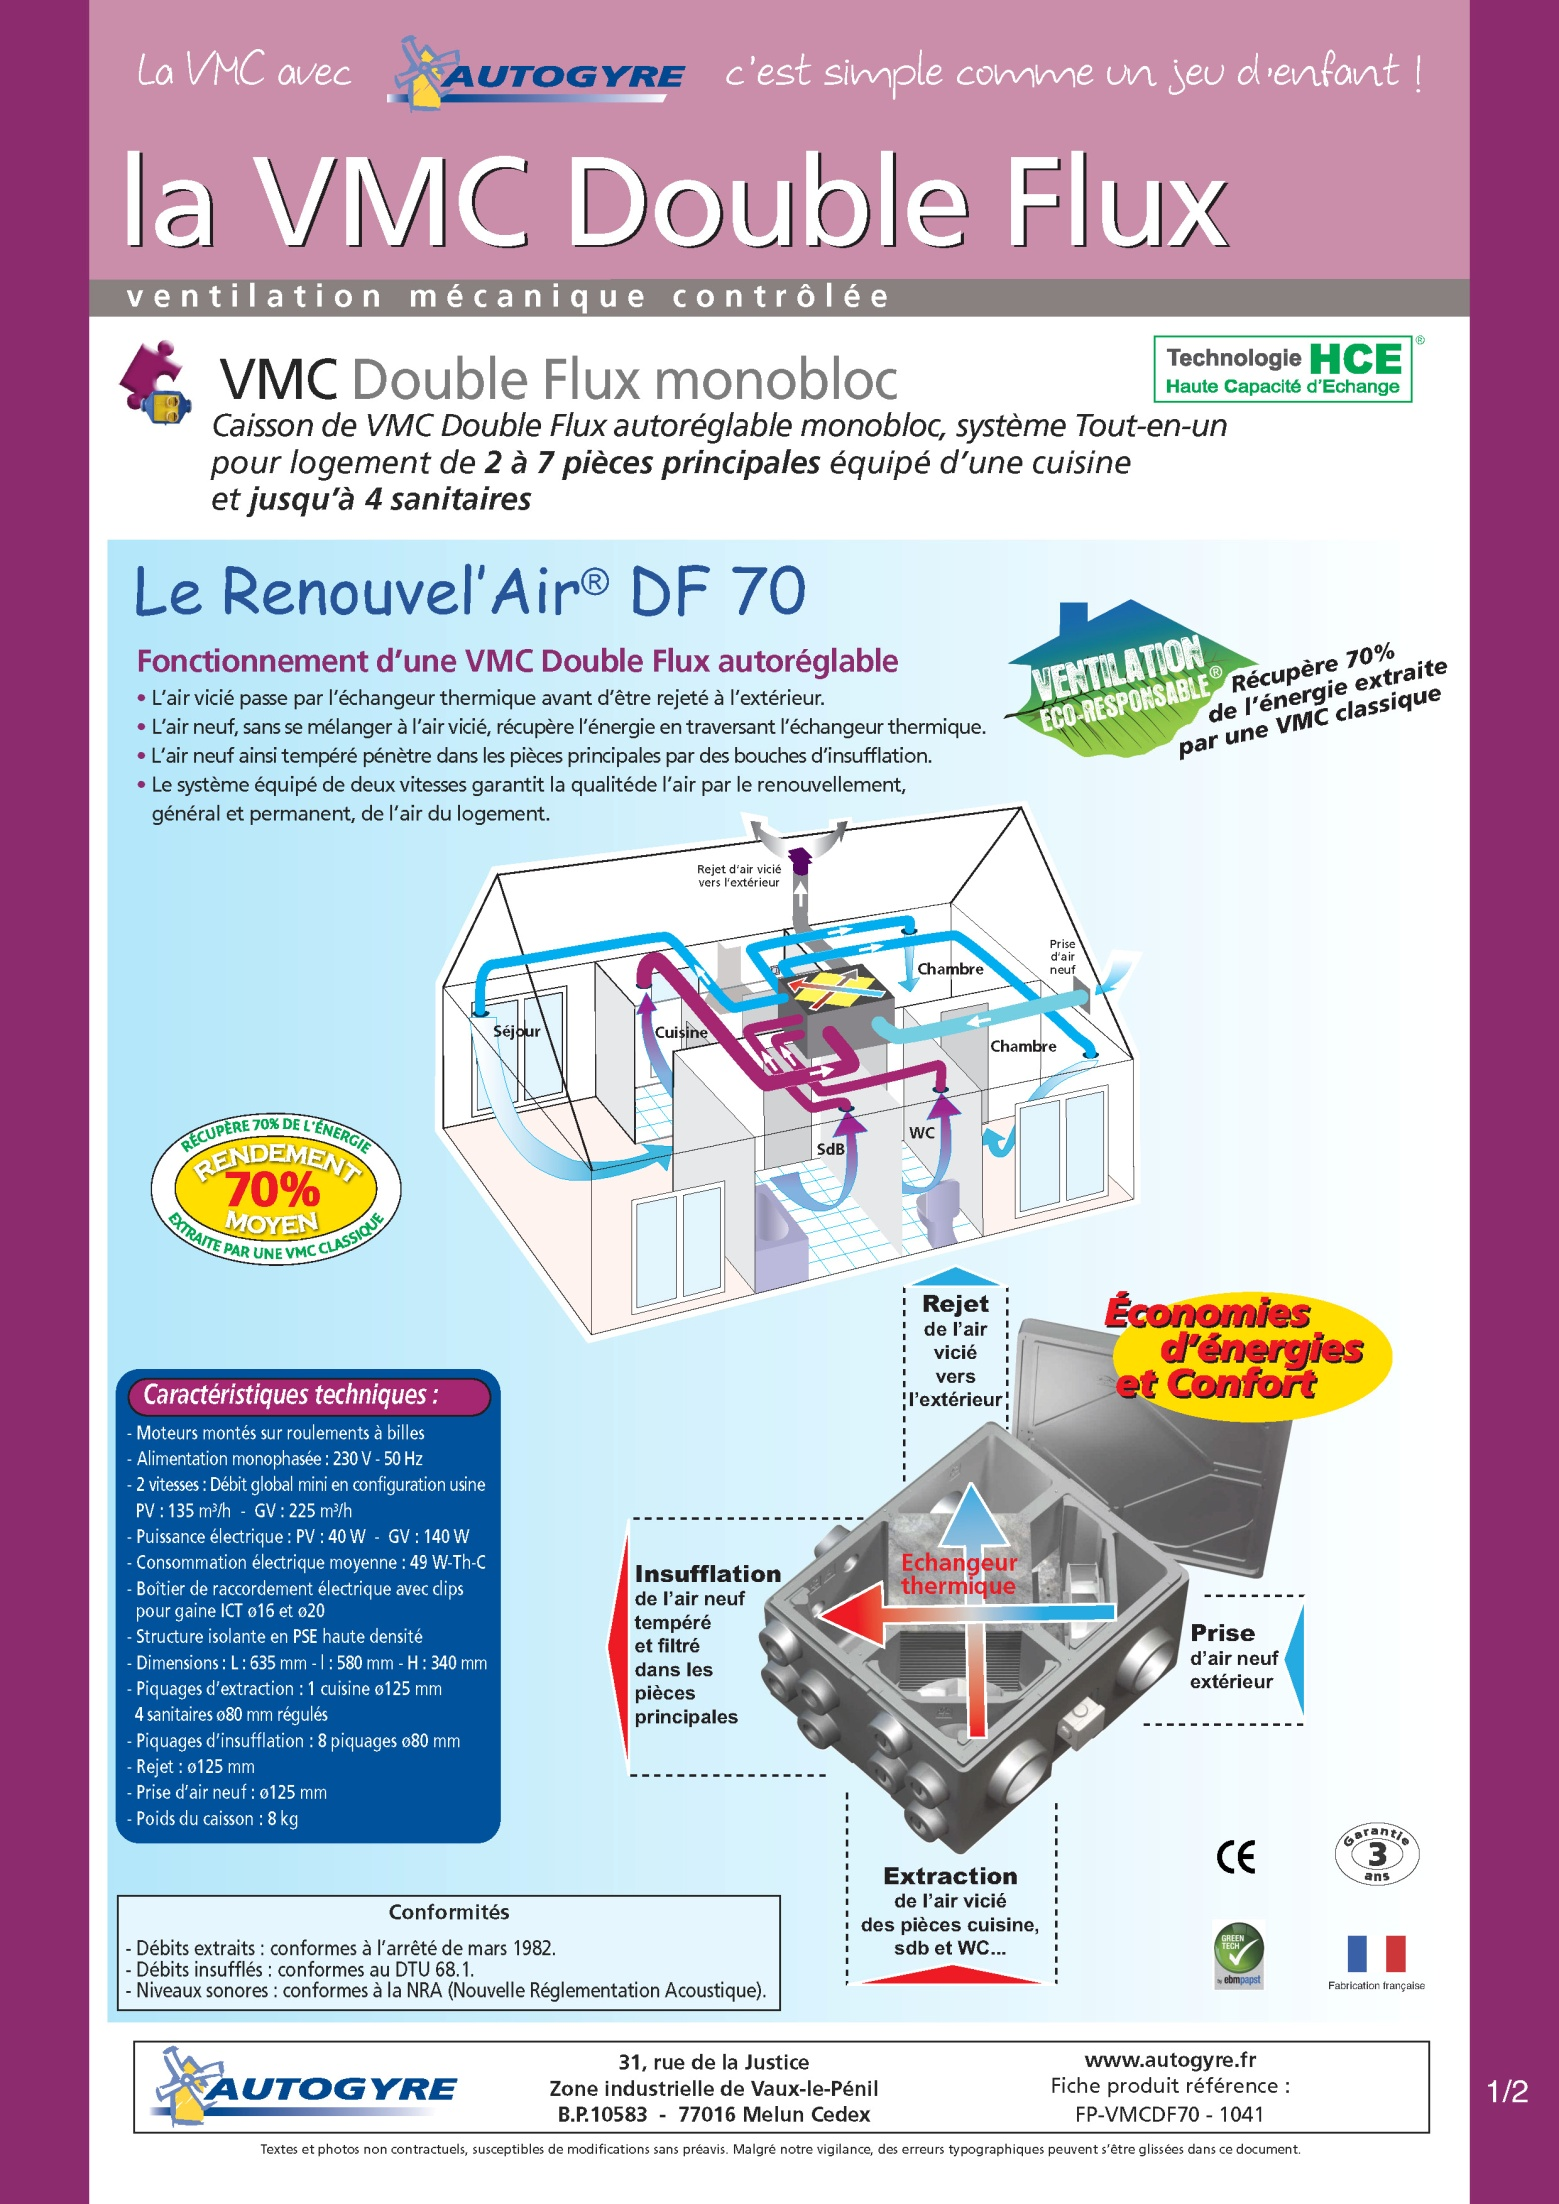 La VMC avec AUTOGYRE c'est simple comme un jeu d'enfant !
la VMC Double Flux
ventilation mécanique contrôlée
VMC Double Flux monobloc
Technologie HCE ®
Haute Capacité d'Echange
Caisson de VMC Double Flux autoréglable monobloc, système Tout-en-un
pour logement de 2 à 7 pièces principales équipé d'une cuisine
et jusqu'à 4 sanitaires
Le Renouvel'Air® DF 70
Fonctionnement d'une VMC Double Flux autoréglable
• L'air vicié passe par l'échangeur thermique avant d'être rejeté à l'extérieur.
• L'air neuf, sans se mélanger à l'air vicié, récupère l'énergie en traversant l'échangeur thermique.
• L'air neuf ainsi tempéré pénètre dans les pièces principales par des bouches d'insufflation.
• Le système équipé de deux vitesses garantit la qualitéde l'air par le renouvellement,
général et permanent, de l'air du logement.
VENTILATION
ÉCO-RESPONSABLE®
Récupère 70%
de l'énergie extraite
par une VMC classique
Rejet d'air vicié
vers l'extérieur
Prise
d'air
neuf
Chambre
Séjour
Cuisine
Chambre
WC
SdB
RÉCUPÈRE 70% DE L'ÉNERGIE
RENDEMENT
70%
MOYEN
EXTRAITE PAR UNE VMC CLASSIQUE
Rejet
de l'air
vicié
vers
l'extérieur
Économies
d'énergies
et Confort
Caractéristiques techniques :
- Moteurs montés sur roulements à billes
- Alimentation monophasée : 230 V - 50 Hz
- 2 vitesses : Débit global mini en configuration usine
PV : 135 m³/h - GV : 225 m³/h
- Puissance électrique : PV : 40 W - GV : 140 W
- Consommation électrique moyenne : 49 W-Th-C
- Boîtier de raccordement électrique avec clips
pour gaine ICT ø16 et ø20
- Structure isolante en PSE haute densité
- Dimensions : L : 635 mm - l : 580 mm - H : 340 mm
- Piquages d'extraction : 1 cuisine ø125 mm
4 sanitaires ø80 mm régulés
- Piquages d'insufflation : 8 piquages ø80 mm
- Rejet : ø125 mm
- Prise d'air neuf : ø125 mm
- Poids du caisson : 8 kg
Insufflation
de l'air neuf
tempéré
et filtré
dans les
pièces
principales
Echangeur
thermique
Prise
d'air neuf
extérieur
Extraction
de l'air vicié
des pièces cuisine,
sdb et WC...
CE
Garantie
3
ans
GREEN
TECH
by ebmpapst
Fabrication française
Conformités
- Débits extraits : conformes à l'arrêté de mars 1982.
- Débits insufflés : conformes au DTU 68.1.
- Niveaux sonores : conformes à la NRA (Nouvelle Réglementation Acoustique).
AUTOGYRE
31, rue de la Justice
Zone industrielle de Vaux-le-Pénil
B.P.10583 - 77016 Melun Cedex
www.autogyre.fr
Fiche produit référence :
FP-VMCDF70 - 1041
1/2
Textes et photos non contractuels, susceptibles de modifications sans préavis. Malgré notre vigilance, des erreurs typographiques peuvent s'être glissées dans ce document.